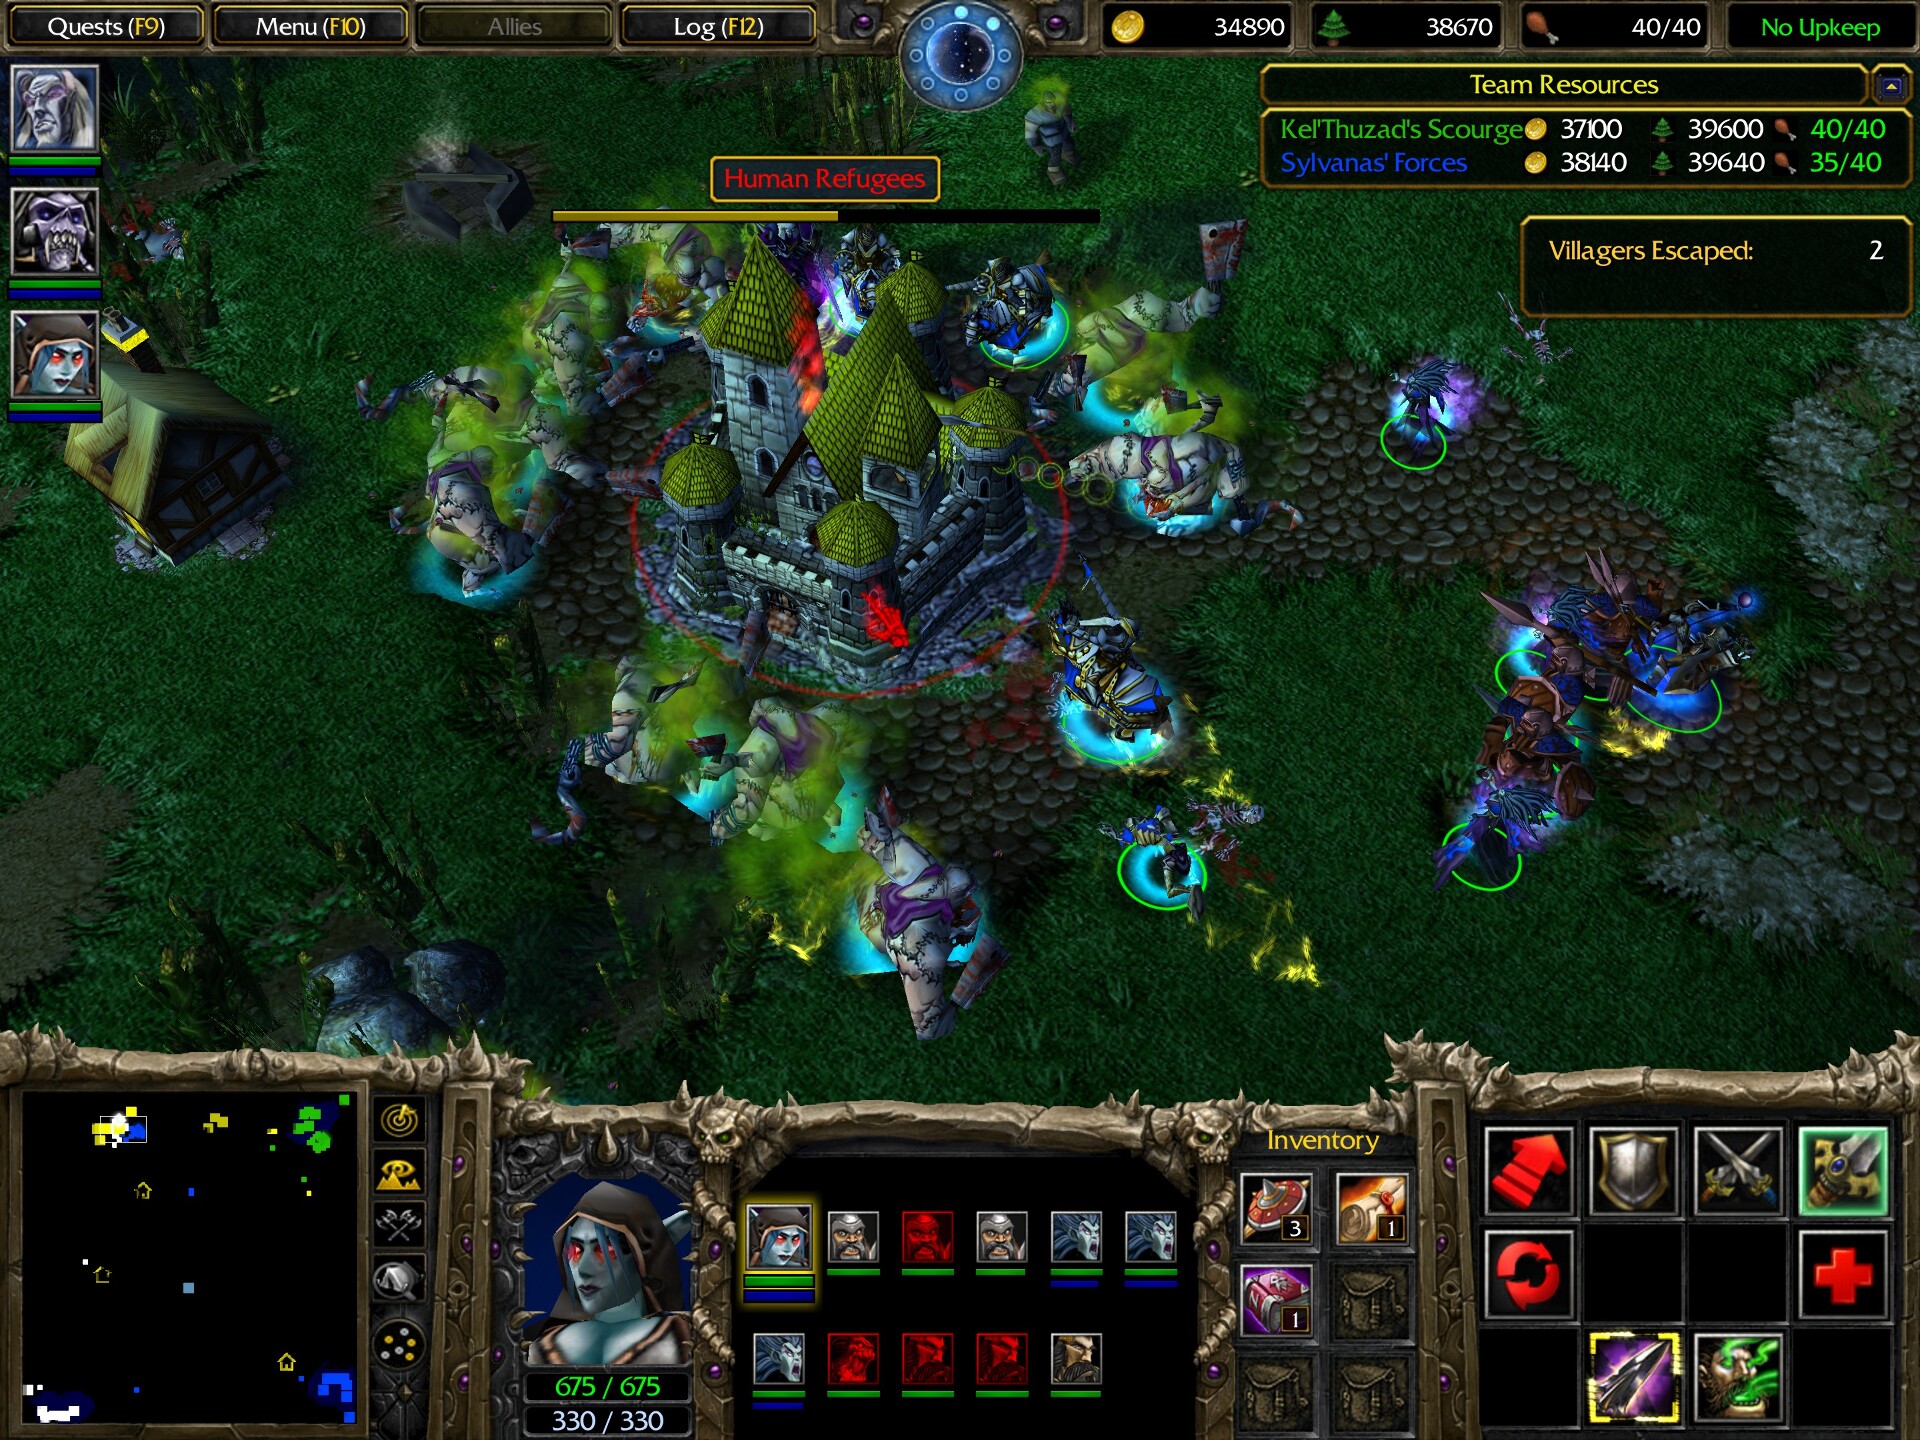 Quests (F9)
Menu (F10)
Allies
Log (F12)
34890
38670
40/40
No Upkeep
Team Resources
Kel'Thuzad's Scourge 37100 39600 40/40
Sylvanas' Forces 38140 39640 35/40
Human Refugees
Villagers Escaped: 2
Inventory
3
1
1
675 / 675
330 / 330